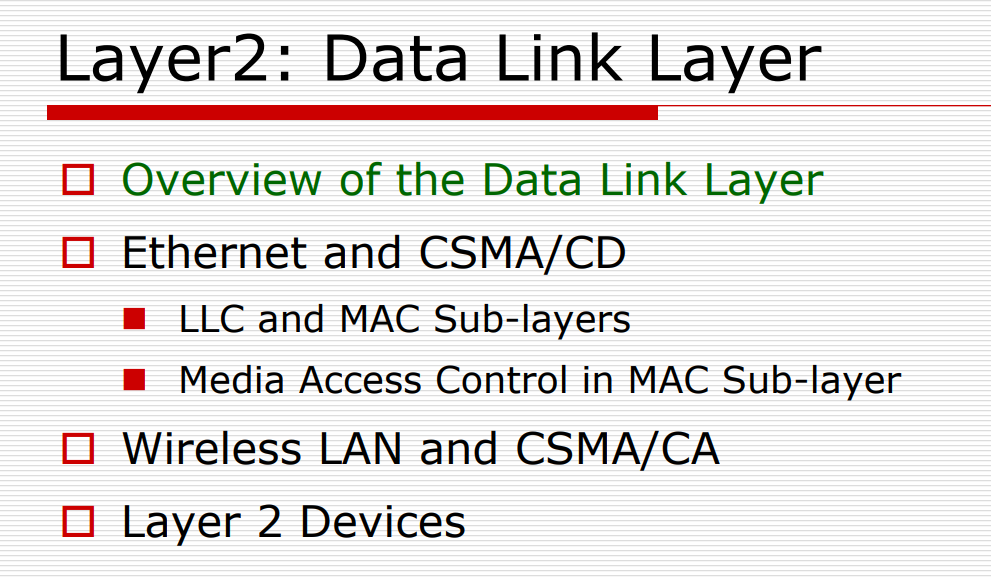 Layer2: Data Link Layer
Overview of the Data Link Layer
Ethernet and CSMA/CD
LLC and MAC Sub-layers
Media Access Control in MAC Sub-layer
Wireless LAN and CSMA/CA
Layer 2 Devices